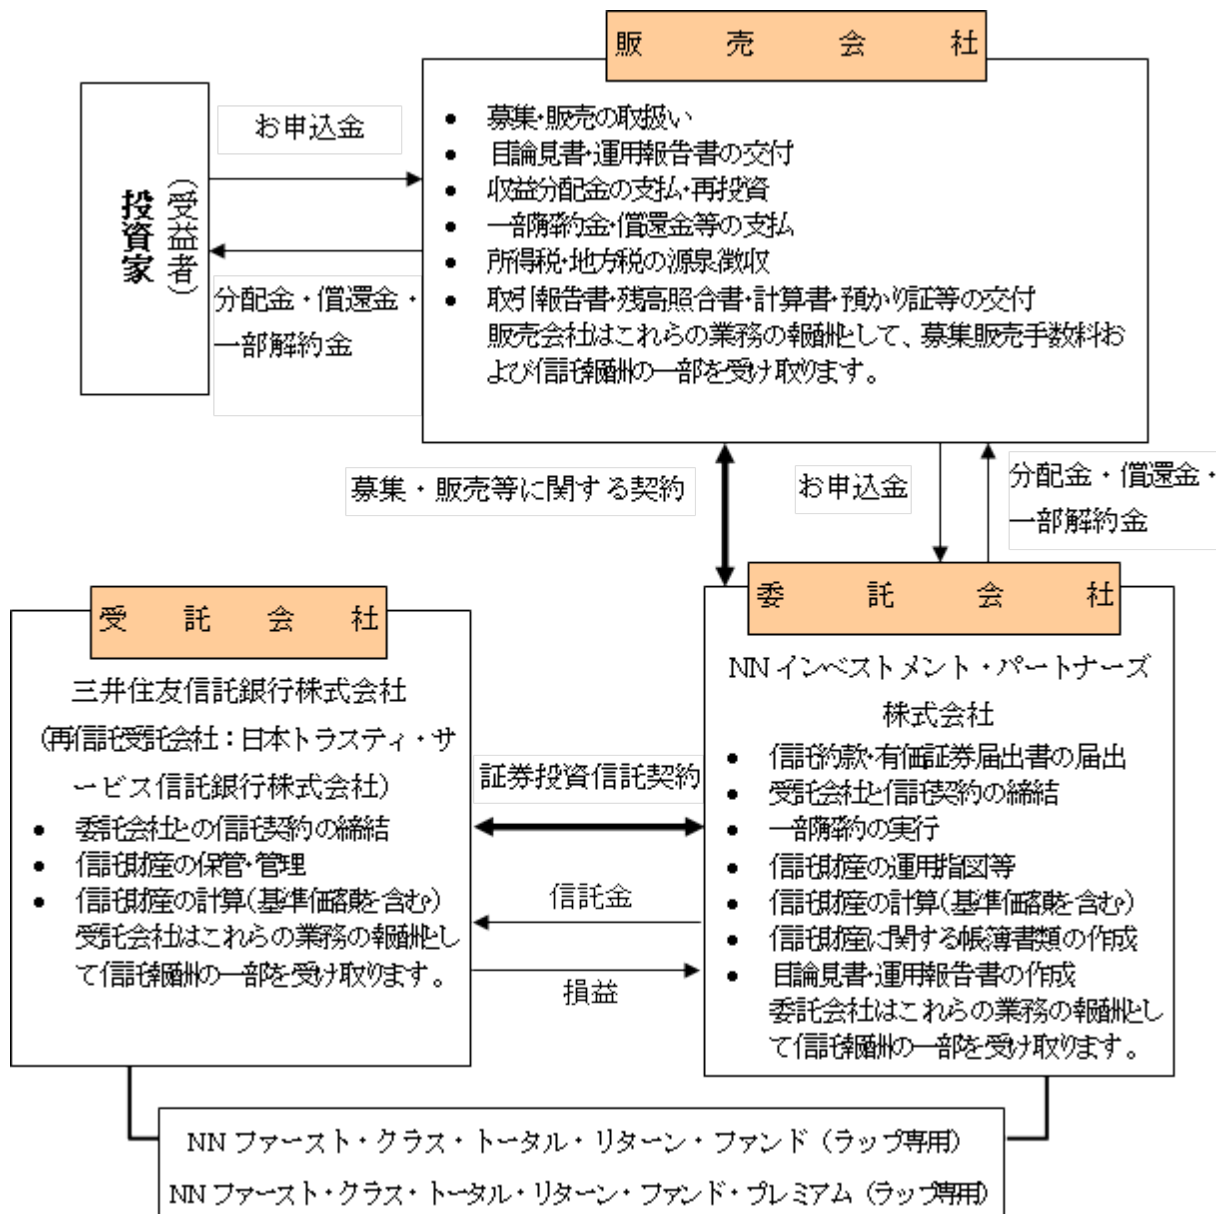 販売会社
・募集・販売の取扱い
・目論見書・運用報告書の交付
・収益分配金の支払・再投資
・一部解約金・償還金等の支払
・所得税・地方税の源泉徴収
・取引報告書・残高照合書・計算書・預かり証等の交付
販売会社はこれらの業務の報酬として、募集販売手数料お
よび信託報酬の一部を受け取ります。
投資家
(受益者)
お申込金
分配金・償還金・
一部解約金
募集・販売等に関する契約
お申込金
分配金・償還金・
一部解約金
受託会社
三井住友信託銀行株式会社
(再信託受託会社:日本トラスティ・サ
ービス信託銀行株式会社)
・委託会社との信託契約の締結
・信託財産の保管・管理
・信託財産の計算(基準価額を含む)
受託会社はこれらの業務の報酬とし
て信託報酬の一部を受け取ります。
証券投資信託契約
信託金
損益
委託会社
NNインベストメント・パートナーズ
株式会社
・信託約款・有価証券届出書の届出
・受託会社と信託契約の締結
・一部解約の実行
・信託財産の運用指図等
・信託財産の計算(基準価額を含む)
・信託財産に関する帳簿書類の作成
・目論見書・運用報告書の作成
委託会社はこれらの業務の報酬とし
て信託報酬の一部を受け取ります。
NNファースト・クラス・トータル・リターン・ファンド(ラップ専用)
NNファースト・クラス・トータル・リターン・ファンド・プレミアム(ラップ専用)